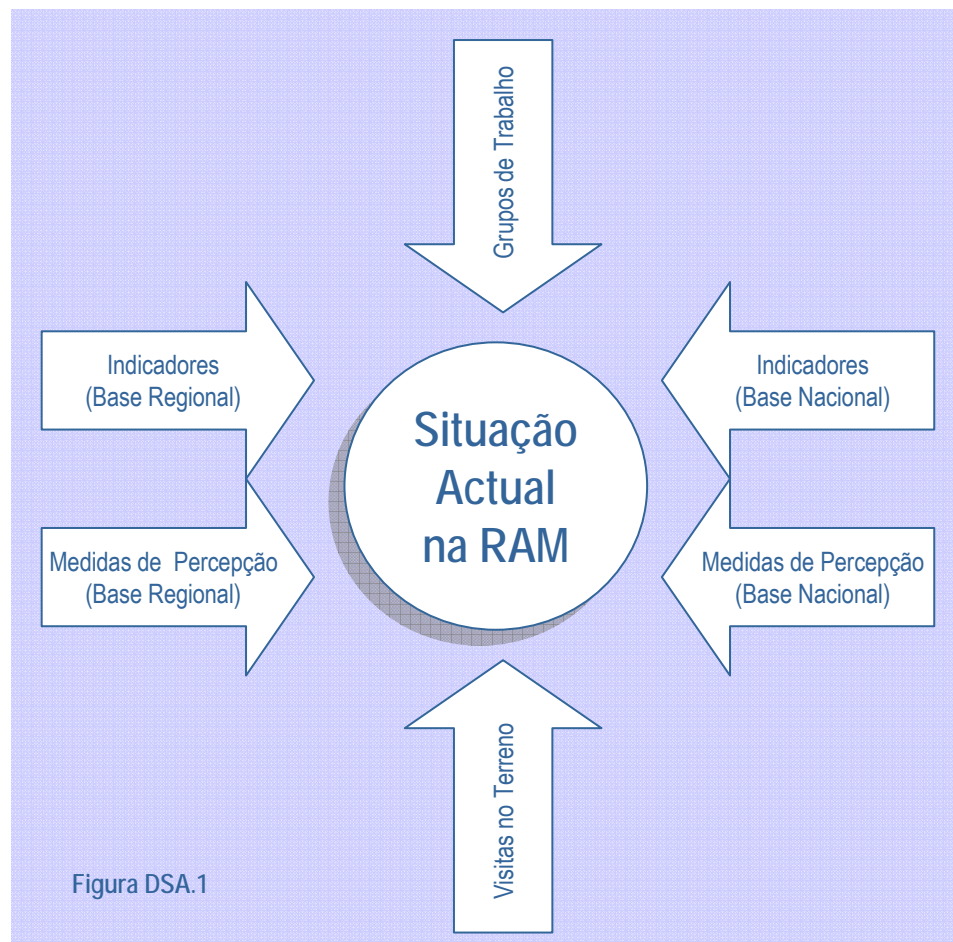 Grupos de Trabalho
Indicadores
(Base Regional)
Indicadores
(Base Nacional)
Situação
Actual
na RAM
Medidas de Percepção
(Base Regional)
Medidas de Percepção
(Base Nacional)
Visitas no Terreno
Figura DSA.1